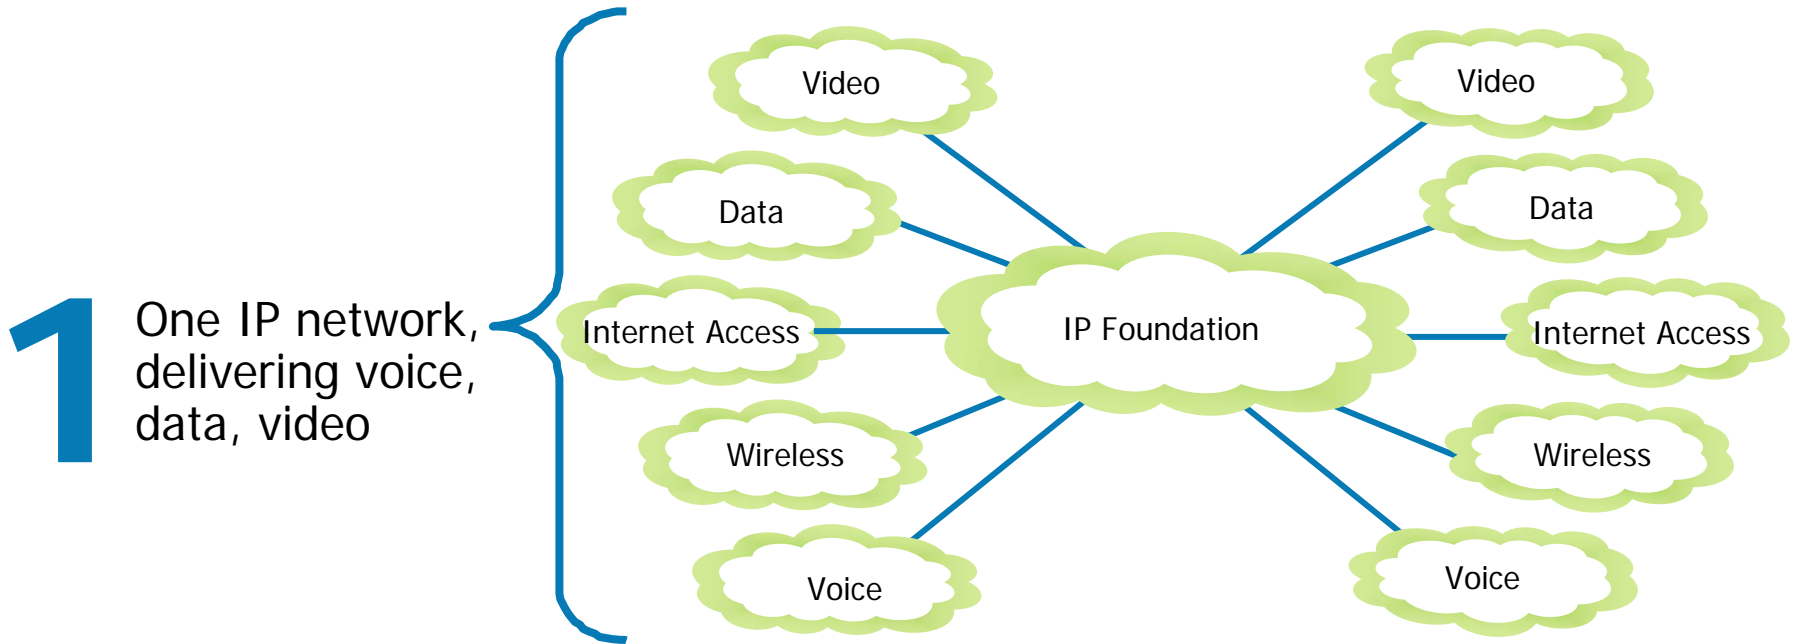 1
One IP network,
delivering voice,
data, video
Video
Data
Internet Access
Wireless
Voice
IP Foundation
Video
Data
Internet Access
Wireless
Voice